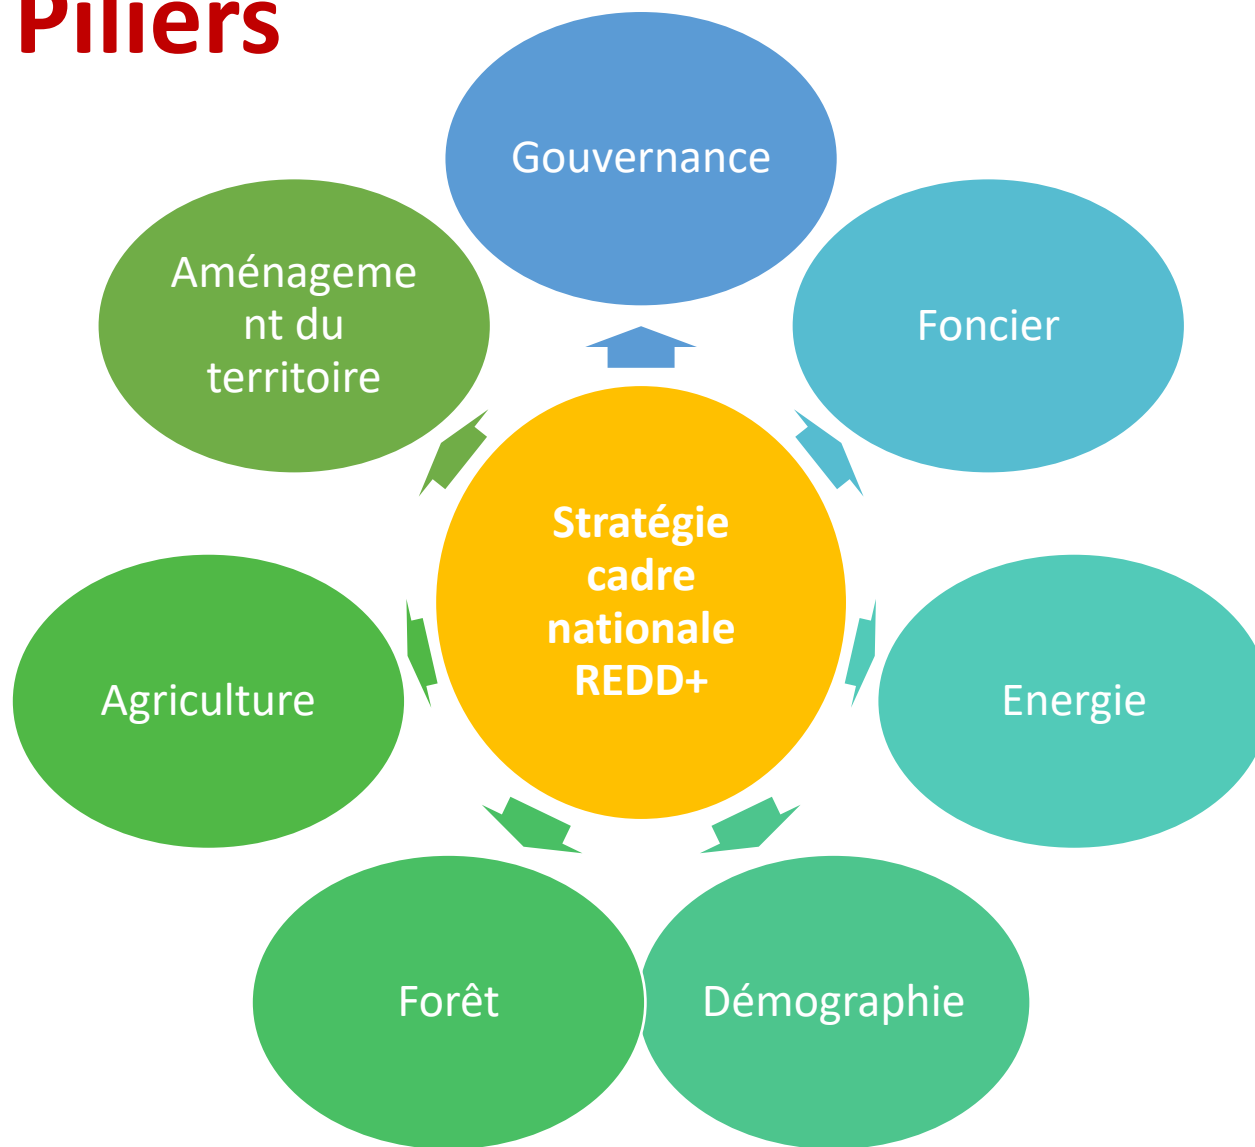 Piliers
Gouvernance
Foncier
Energie
Démographie
Forêt
Agriculture
Aménageme
nt du
territoire
Stratégie
cadre
nationale
REDD+